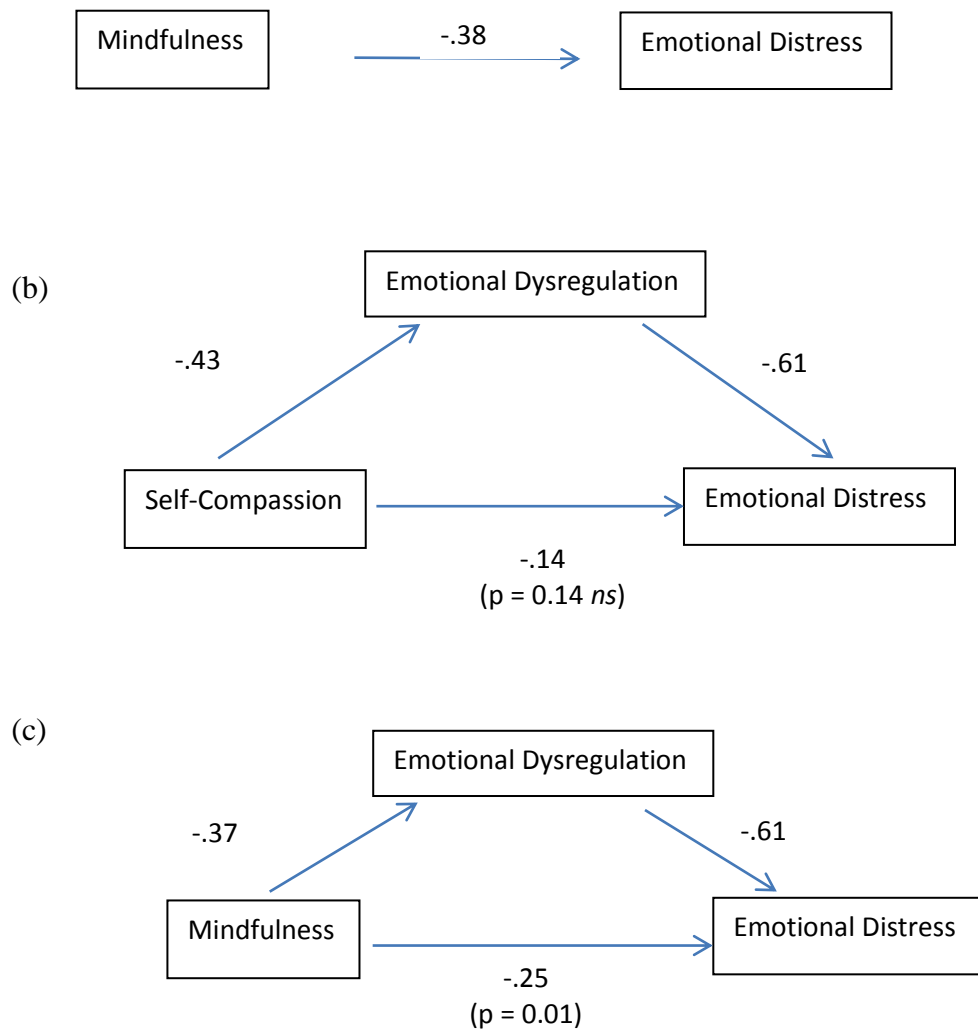 Mindfulness
-.38
Emotional Distress
(b)
Emotional Dysregulation
-.43
-.61
Self-Compassion
Emotional Distress
-.14
(p = 0.14 ns)
(c)
Emotional Dysregulation
-.37
-.61
Mindfulness
Emotional Distress
-.25
(p = 0.01)